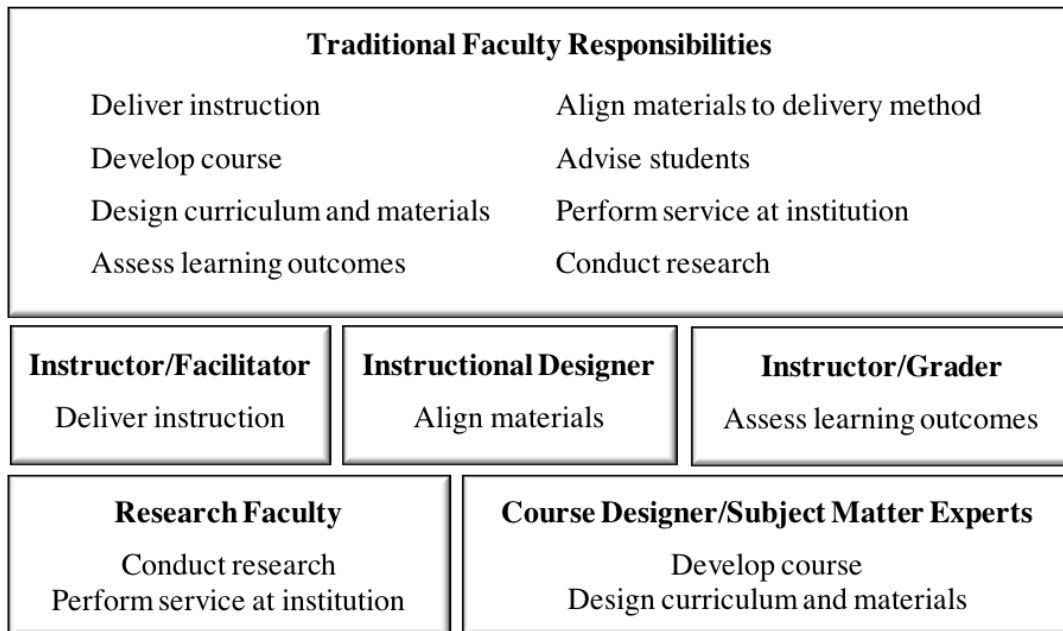 Traditional Faculty Responsibilities
Deliver instruction
Align materials to delivery method
Develop course
Advise students
Design curriculum and materials
Perform service at institution
Assess learning outcomes
Conduct research
Instructor/Facilitator
Deliver instruction
Instructional Designer
Align materials
Instructor/Grader
Assess learning outcomes
Research Faculty
Conduct research
Perform service at institution
Course Designer/Subject Matter Experts
Develop course
Design curriculum and materials